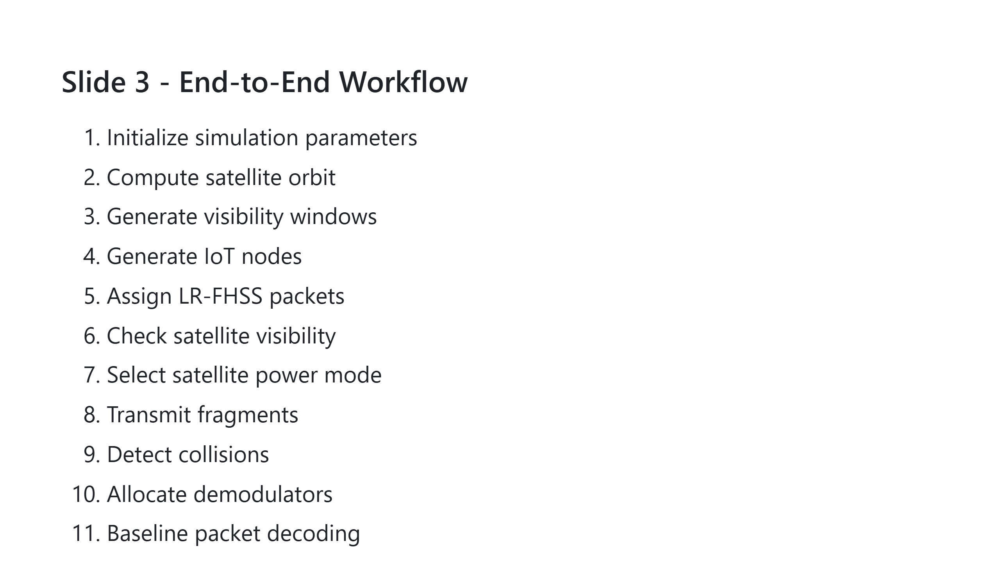 Slide 3 - End-to-End Workflow
1. Initialize simulation parameters
2. Compute satellite orbit
3. Generate visibility windows
4. Generate IoT nodes
5. Assign LR-FHSS packets
6. Check satellite visibility
7. Select satellite power mode
8. Transmit fragments
9. Detect collisions
10. Allocate demodulators
11. Baseline packet decoding